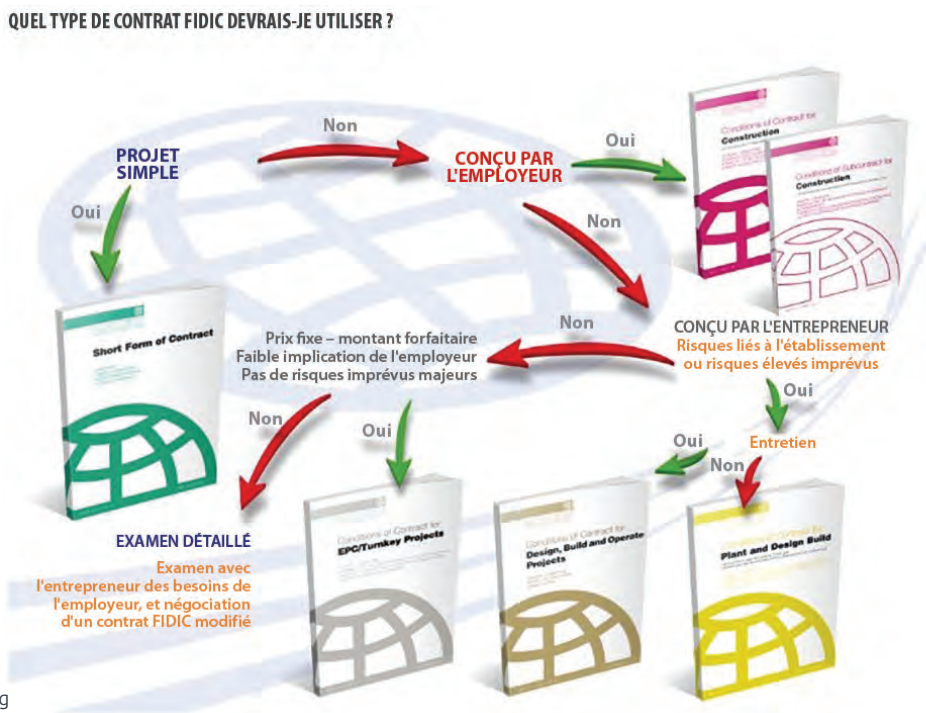 QUEL TYPE DE CONTRAT FIDIC DEVRAIS-JE UTILISER ?
Non
Oui
PROJET
SIMPLE
CONÇU PAR
L'EMPLOYEUR
Oui
Non
Conditions of Contract for
Construction
Conditions of Subcontract for
Construction
Short Form of Contract
Non
Prix fixe – montant forfaitaire
Faible implication de l'employeur
Pas de risques imprévus majeurs
CONÇU PAR L'ENTREPRENEUR
Risques liés à l'établissement
ou risques élevés imprévus
Oui
Non
Oui
Oui
Entretien
Non
Conditions of Contract for
EPC/Turnkey Projects
Conditions of Contract for
Design, Build and Operate
Projects
Conditions of Contract for
Plant and Design Build
EXAMEN DÉTAILLÉ
Examen avec
l'entrepreneur des besoins de
l'employeur, et négociation
d'un contrat FIDIC modifié
g